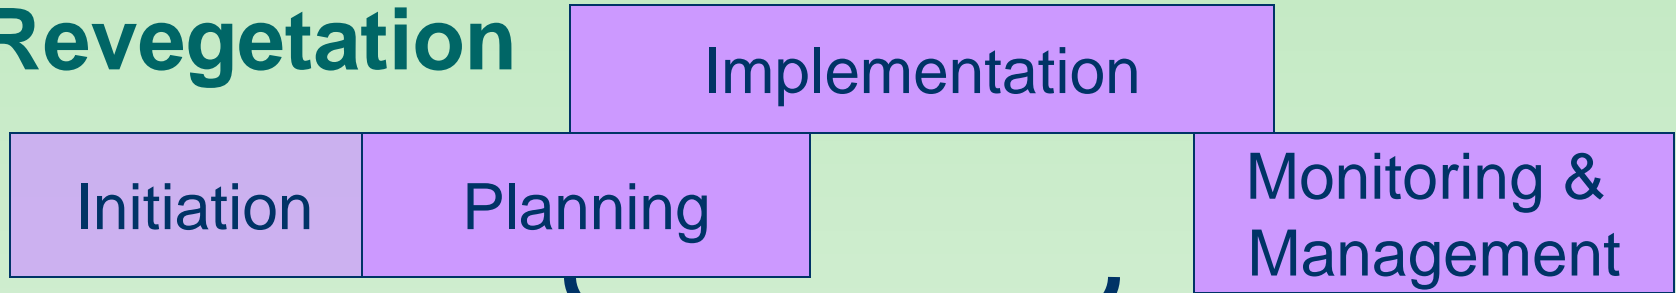 Revegetation
Implementation
Initiation
Planning
Monitoring &
Management